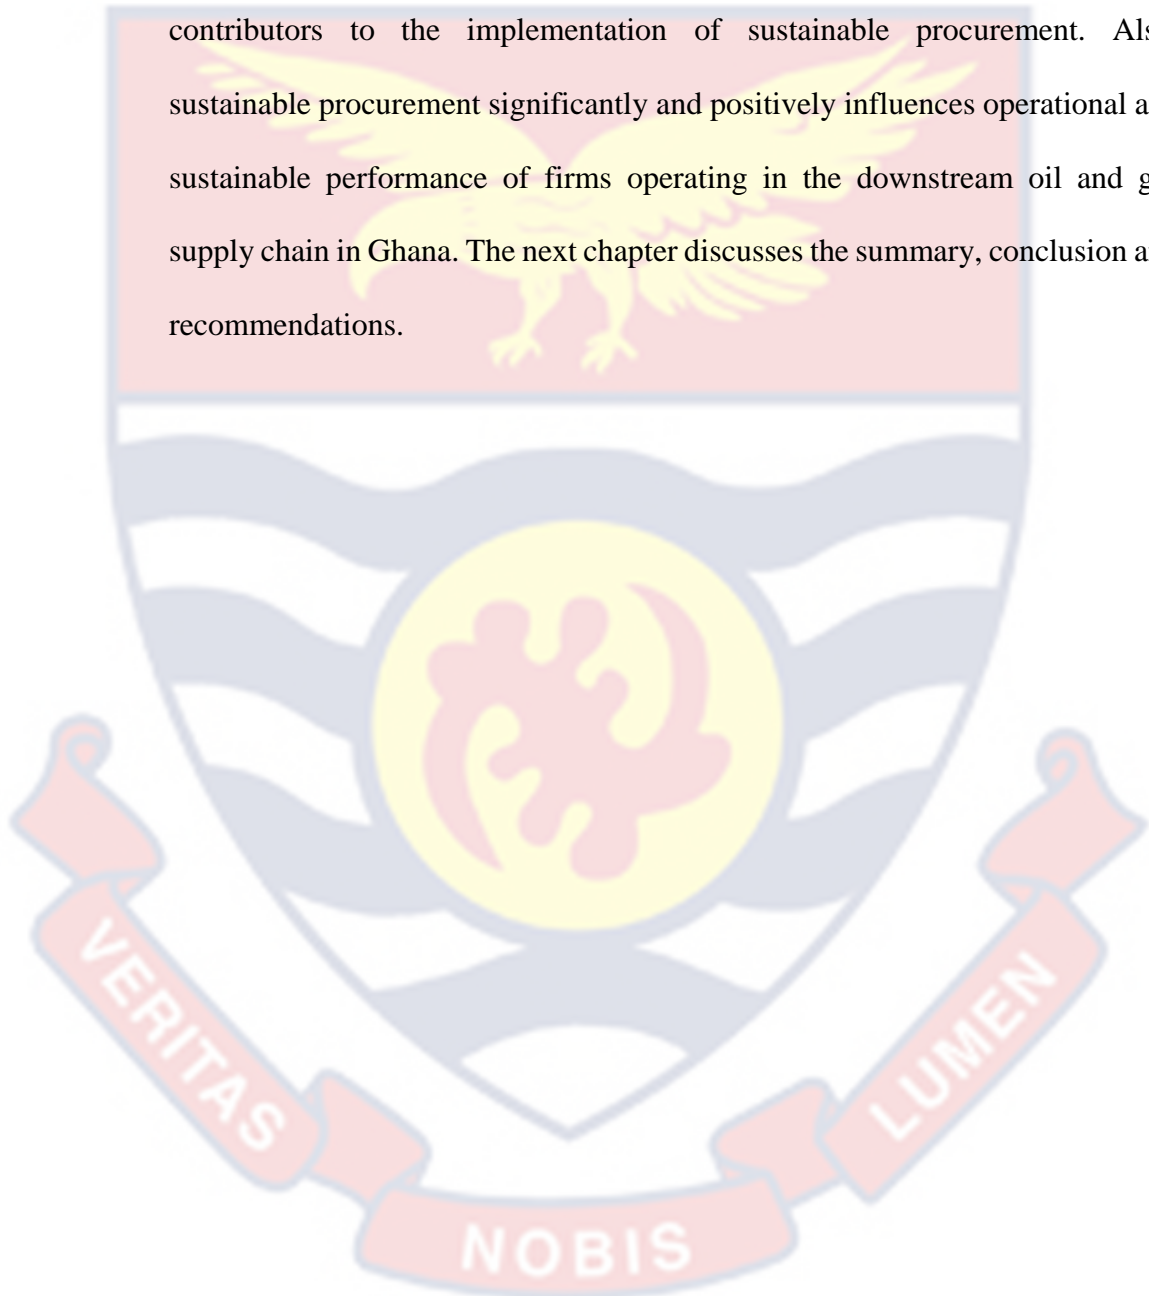 contributors to the implementation of sustainable procurement. Als
sustainable procurement significantly and positively influences operational a
sustainable performance of firms operating in the downstream oil and g
supply chain in Ghana. The next chapter discusses the summary, conclusion a
recommendations.
VERITAS
NOBIS
LUMEN